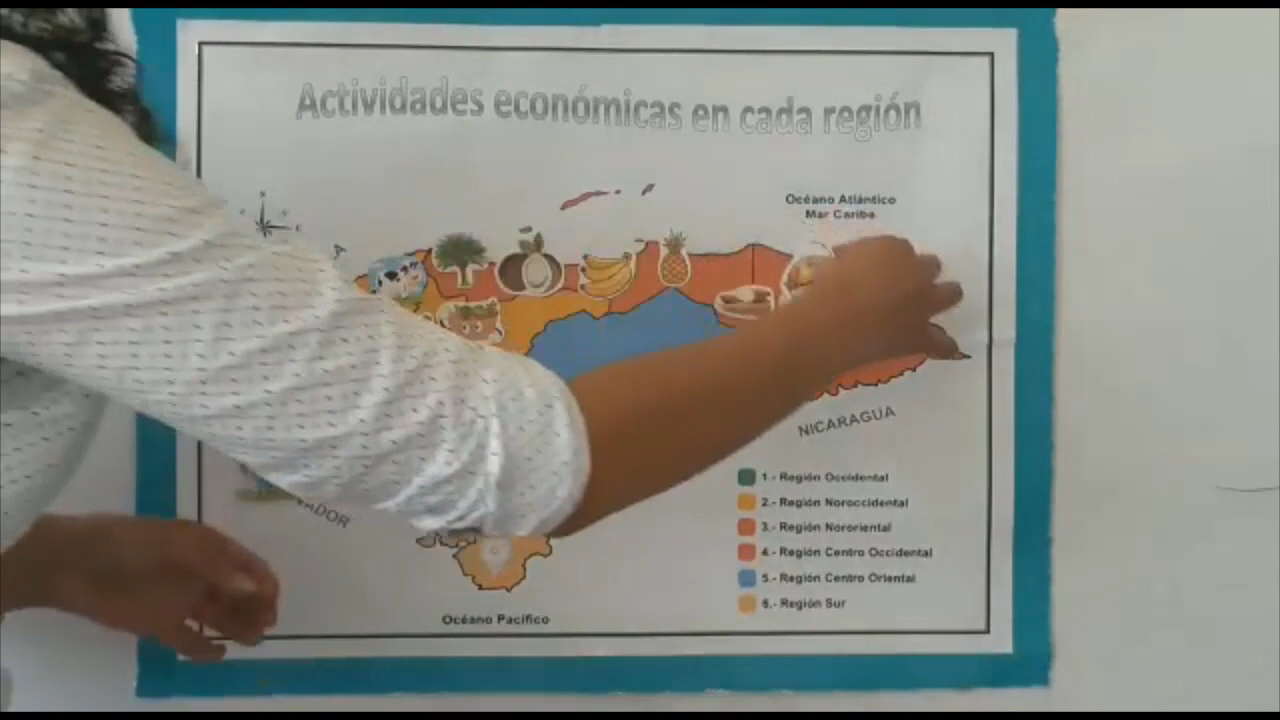 Actividades económicas en cada región
Océano Atlántico
Mar Caribe
NICARAGUA
1.- Región Occidental
2.- Región Noroccidental
3.- Región Nororiental
4.- Región Centro Occidental
5.- Región Centro Oriental
6.- Región Sur
VADOR
Océano Pacífico